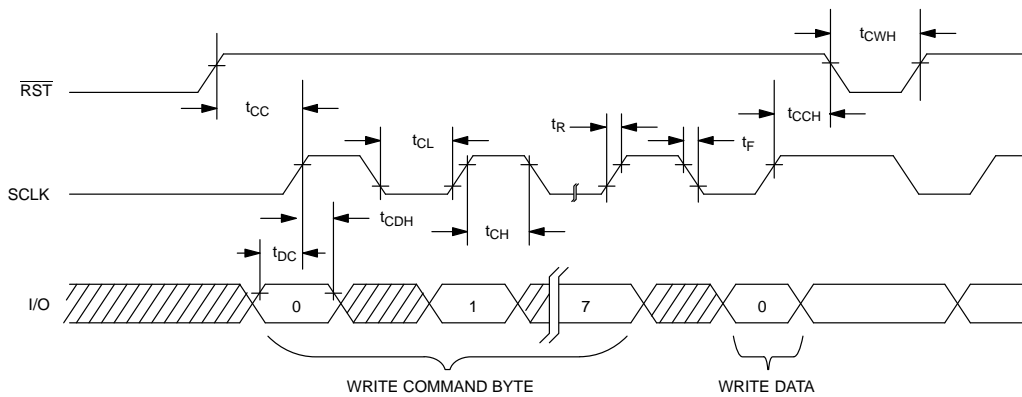 tCWH
RST
tCC
tCCH
tR
tCL
tF
SCLK
tCDH
tCH
tDC
I/O
0 1 7 0
WRITE COMMAND BYTE WRITE DATA